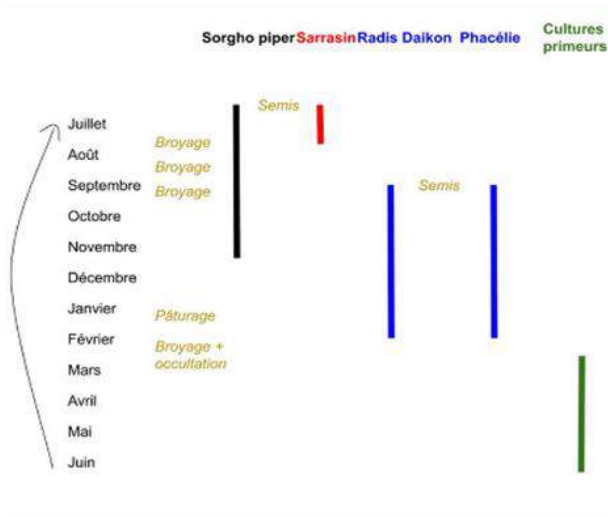 Sorgho piper Sarrasin Radis Daikon Phacélie Cultures
primeurs
Semis
Juillet
Broyage
Août
Broyage
Septembre Broyage Semis
Octobre
Novembre
Décembre
Janvier Pâturage
Février
Broyage +
occultation
Mars
Avril
Mai
Juin